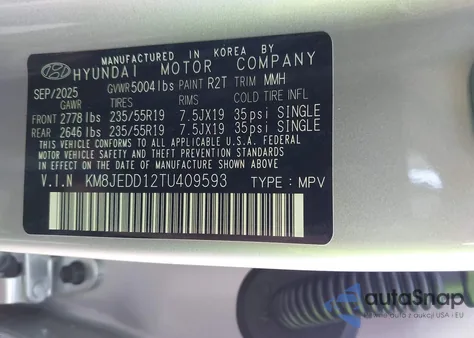 MANUFACTURED IN KOREA BY
HYUNDAI MOTOR COMPANY
SEP/2025 GVWR 5004 lbs PAINT R2T TRIM MMH
GAWR TIRES RIMS COLD TIRE INFL
FRONT 2778 lbs 235/55R19 7.5JX19 35psi SINGLE
REAR 2646 lbs 235/55R19 7.5JX19 35psi SINGLE
THIS VEHICLE CONFORMS TO ALL APPLICABLE U.S.A. FEDERAL
MOTOR VEHICLE SAFETY AND THEFT PREVENTION STANDARDS
IN EFFECT ON THE DATE OF MANUFACTURE SHOWN ABOVE.
V.I.N KM8JEDD12TU409593 TYPE : MPV
autoSnap
aukcji USA i EU